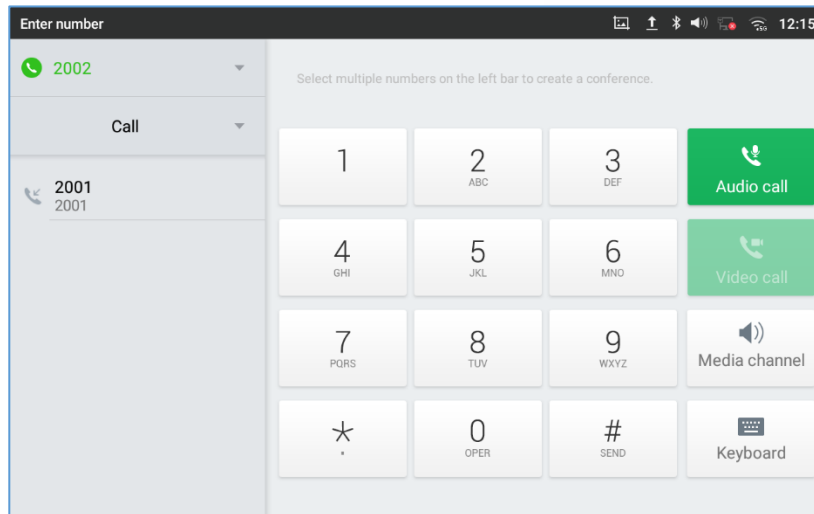 Enter number
12:15
2002
Call
2001
2001
Select multiple numbers on the left bar to create a conference.
1
2
ABC
3
DEF
Audio call
4
GHI
5
JKL
6
MNO
Video call
7
PQRS
8
TUV
9
WXYZ
Media channel
*
0
OPER
#
SEND
Keyboard